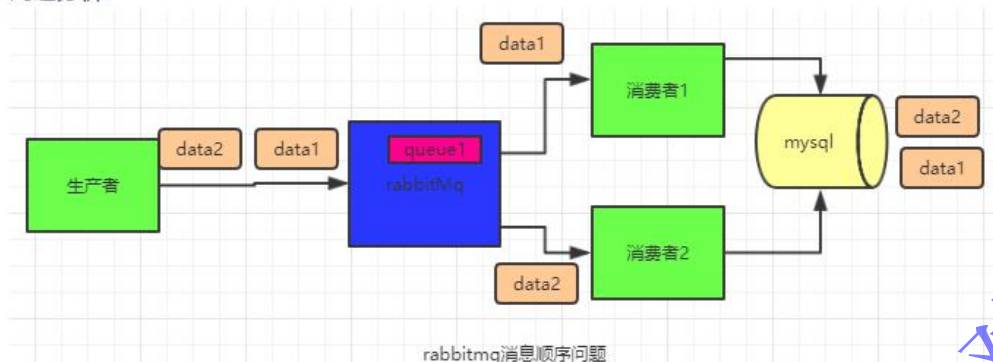 data1
消费者1
data2
data1
queue1
mysql
data2
data1
生产者
rabbitMq
消费者2
data2
rabbitmq消息顺序问题